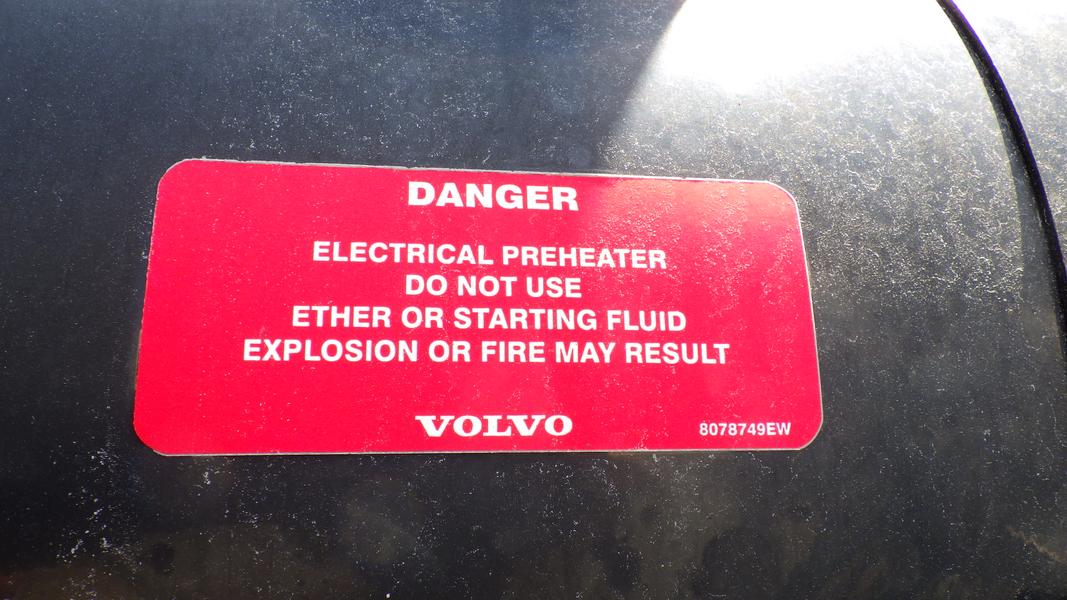 DANGER
ELECTRICAL PREHEATER
DO NOT USE
ETHER OR STARTING FLUID
EXPLOSION OR FIRE MAY RESULT
VOLVO
8078749EW